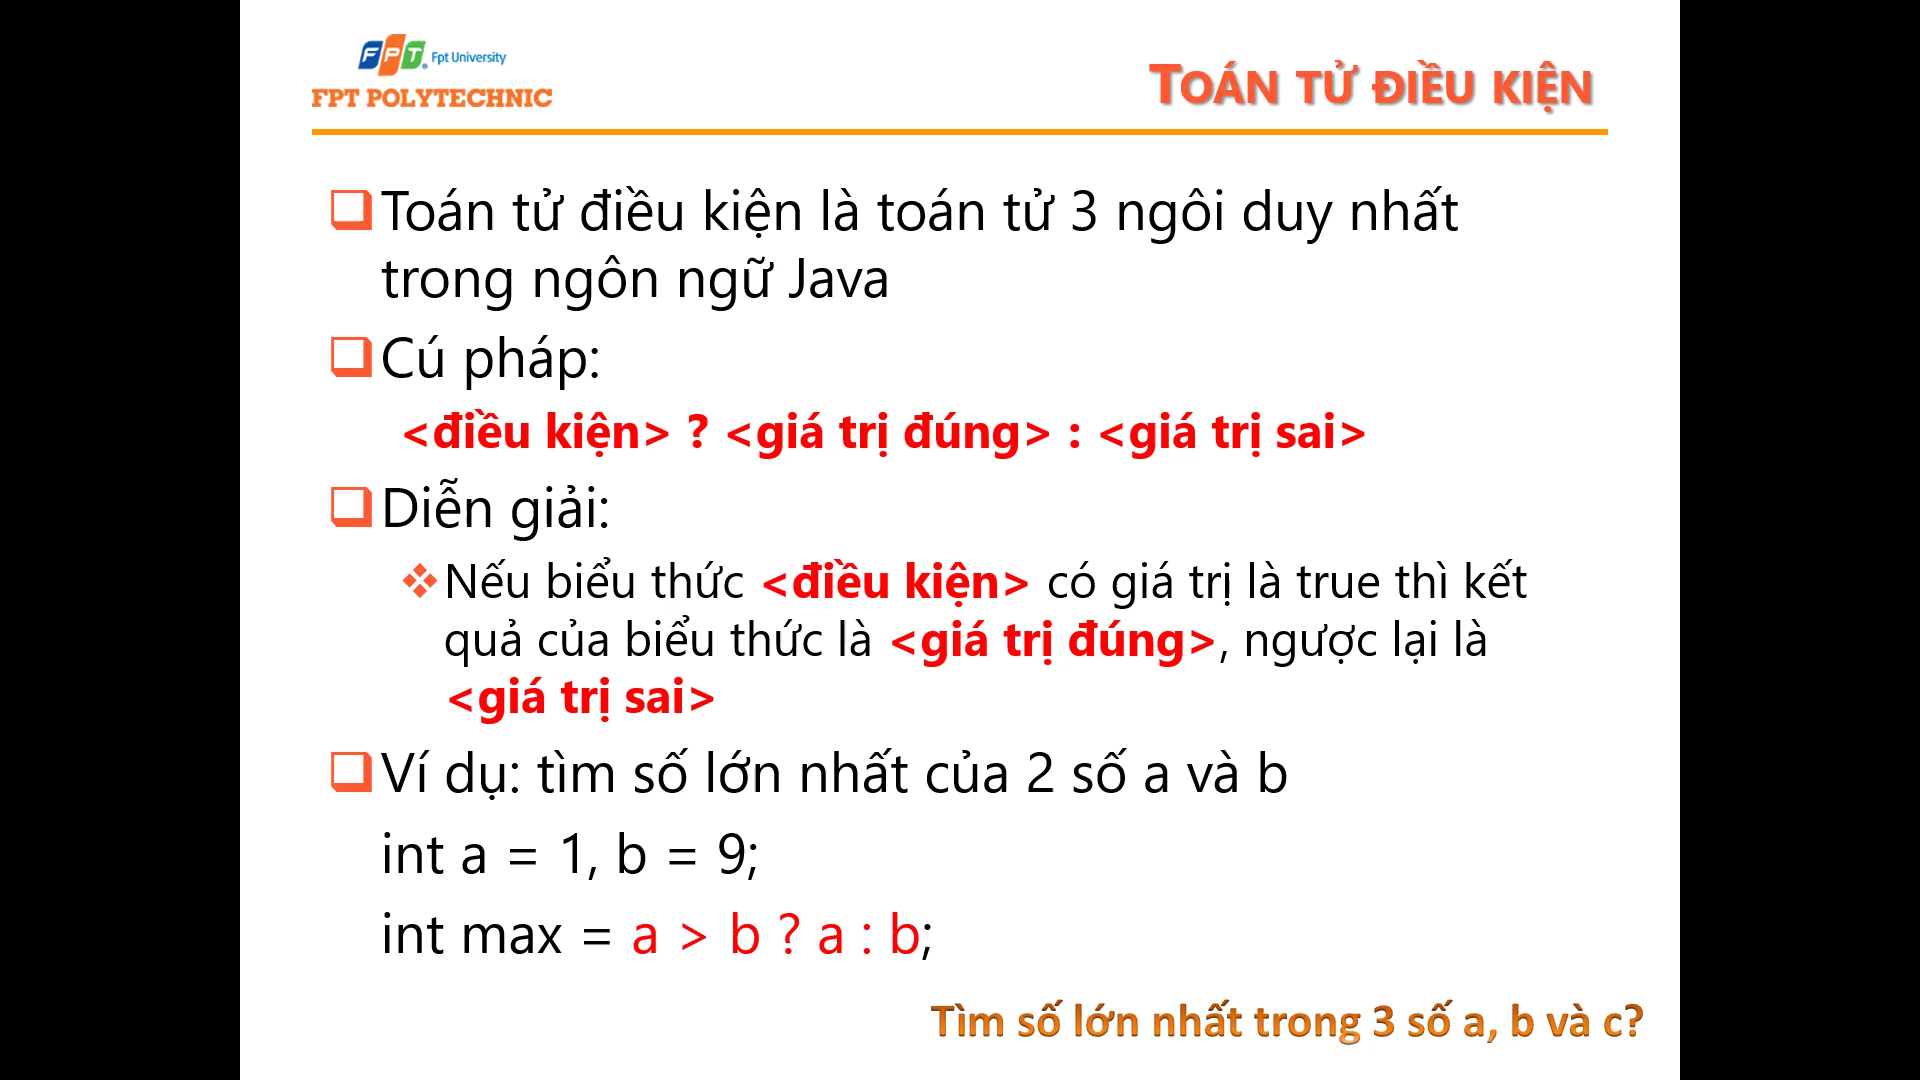 FPT Fpt University
FPT POLYTECHNIC
TOÁN TỬ ĐIỀU KIỆN
Toán tử điều kiện là toán tử 3 ngôi duy nhất
trong ngôn ngữ Java
Cú pháp:
<điều kiện> ? <giá trị đúng> : <giá trị sai>
Diễn giải:
Nếu biểu thức <điều kiện> có giá trị là true thì kết
quả của biểu thức là <giá trị đúng>, ngược lại là
<giá trị sai>
Ví dụ: tìm số lớn nhất của 2 số a và b
int a = 1, b = 9;
int max = a > b ? a : b;
Tìm số lớn nhất trong 3 số a, b và c?